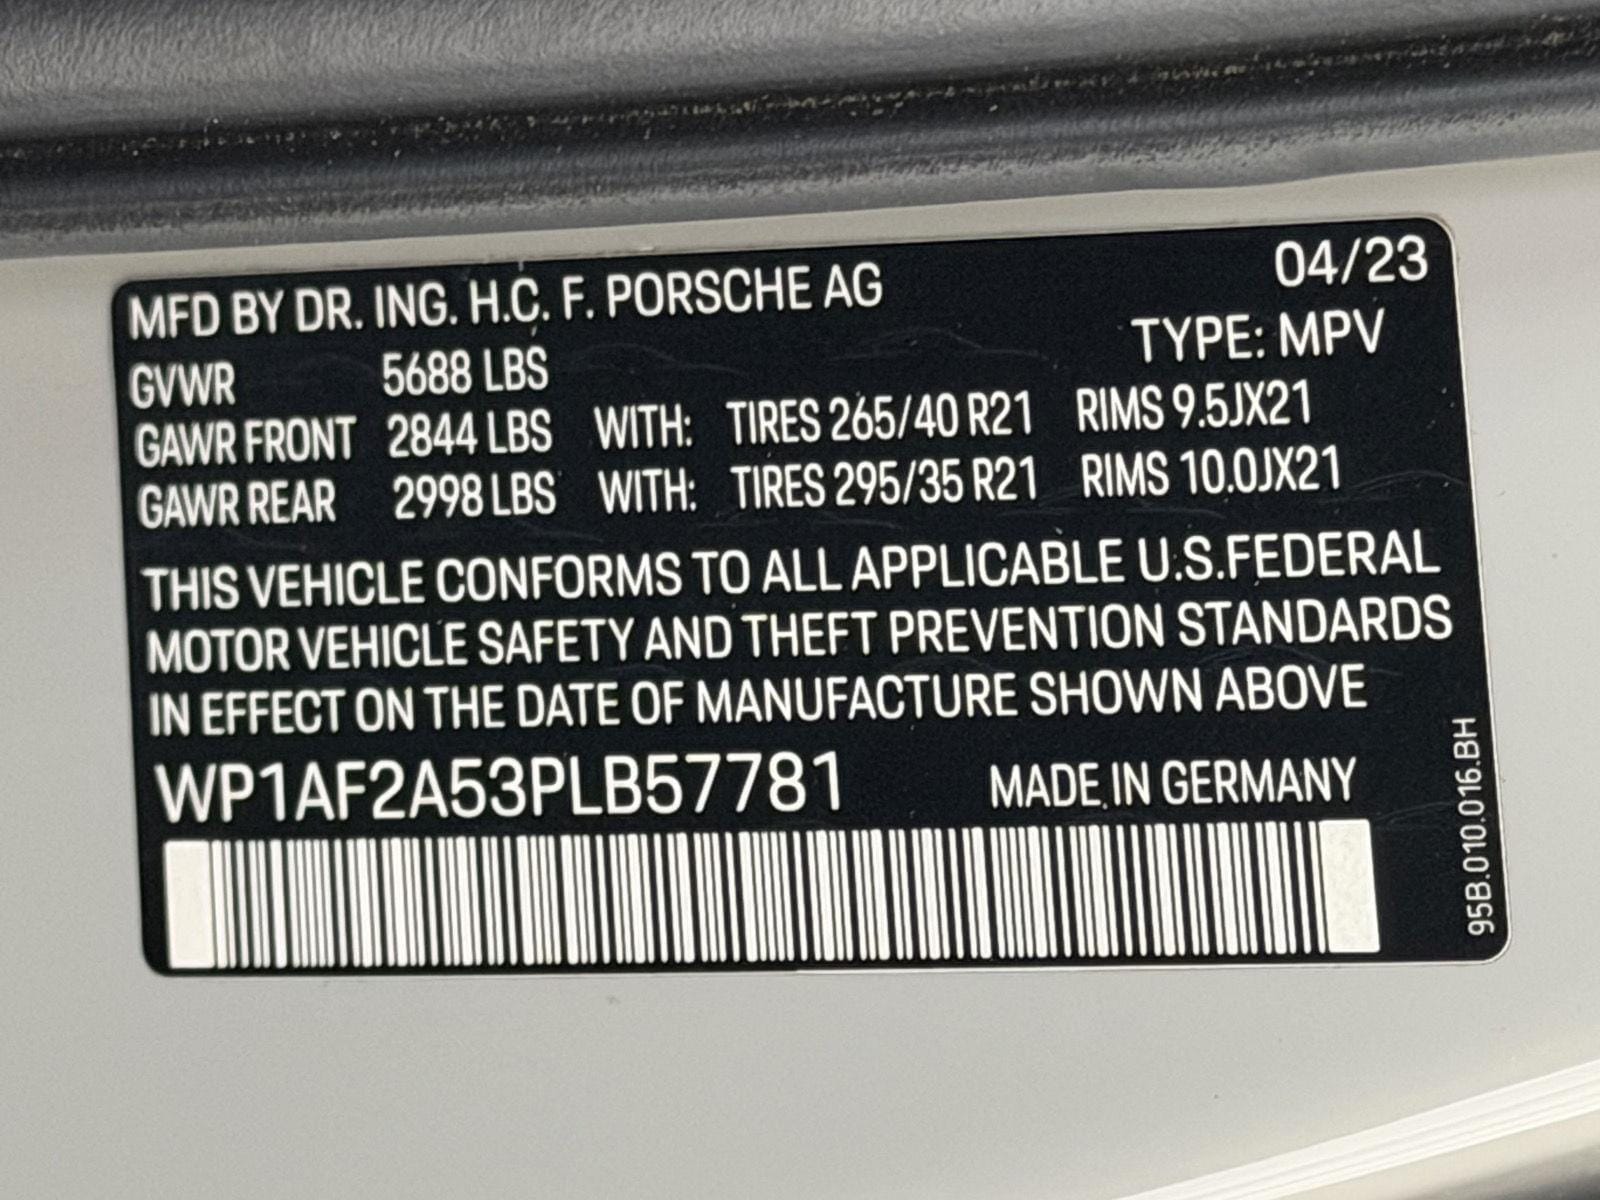 MFD BY DR. ING. H.C. F. PORSCHE AG 04/23
GVWR 5688 LBS TYPE: MPV
GAWR FRONT 2844 LBS WITH: TIRES 265/40 R21 RIMS 9.5JX21
GAWR REAR 2998 LBS WITH: TIRES 295/35 R21 RIMS 10.0JX21
THIS VEHICLE CONFORMS TO ALL APPLICABLE U.S.FEDERAL
MOTOR VEHICLE SAFETY AND THEFT PREVENTION STANDARDS
IN EFFECT ON THE DATE OF MANUFACTURE SHOWN ABOVE
WP1AF2A53PLB57781 MADE IN GERMANY
95B.010.016.BH